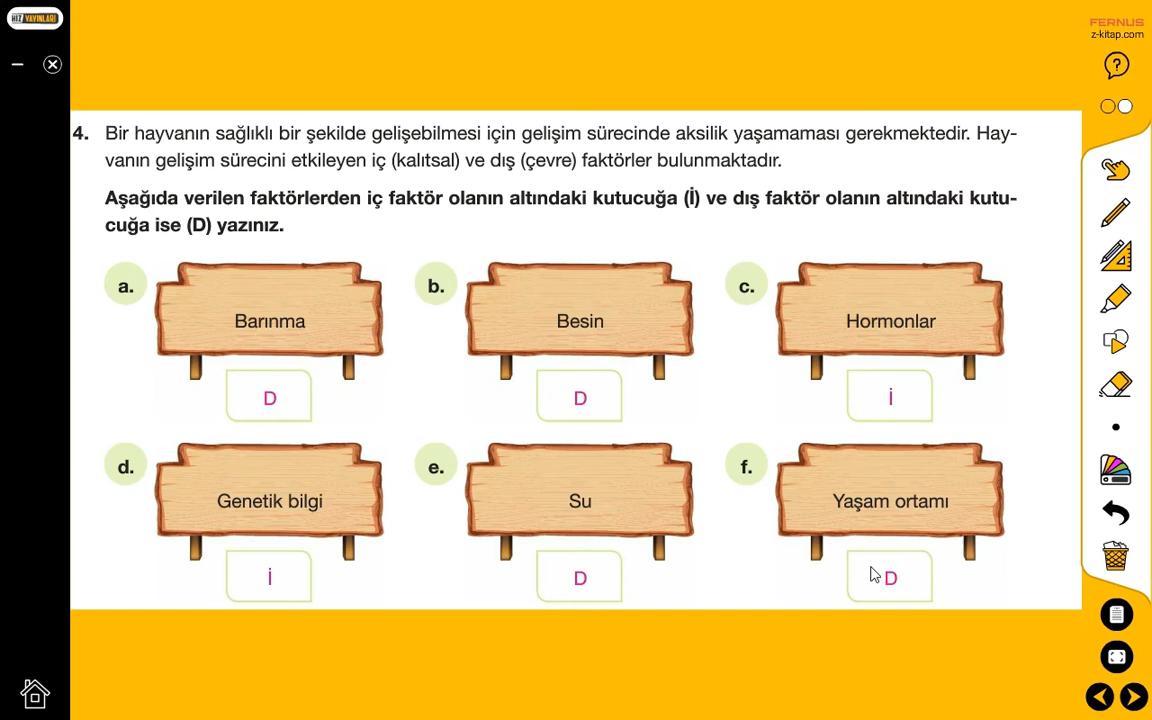 HIZ YAYINLARI
FERNUS
z-kitap.com
4. Bir hayvanın sağlıklı bir şekilde gelişebilmesi için gelişim sürecinde aksilik yaşamaması gerekmektedir. Hay-
vanın gelişim sürecini etkileyen iç (kalıtsal) ve dış (çevre) faktörler bulunmaktadır.
Aşağıda verilen faktörlerden iç faktör olanın altındaki kutucuğa (İ) ve dış faktör olanın altındaki kutu-
cuğa ise (D) yazınız.
a. Barınma
D
b. Besin
D
c. Hormonlar
İ
d. Genetik bilgi
İ
e. Su
D
f. Yaşam ortamı
D